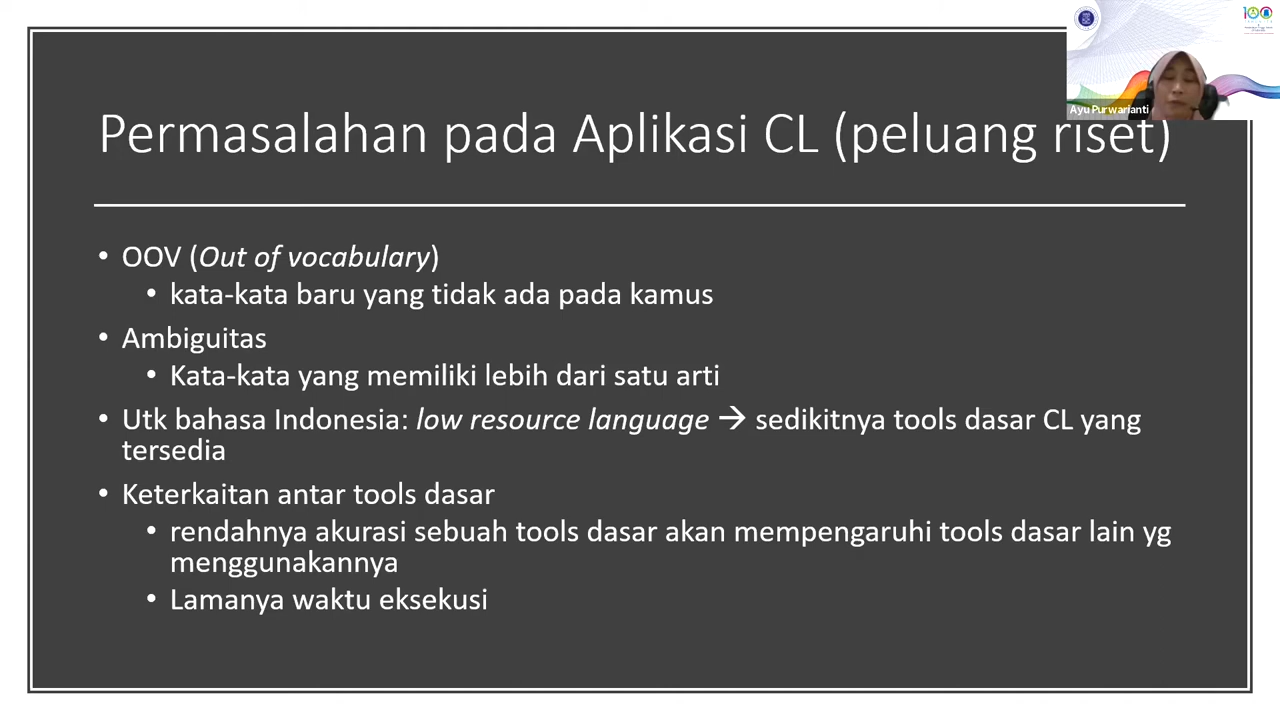 Permasalahan pada Aplikasi CL (peluang riset)
Ayu Purwarianti
• OOV (Out of vocabulary)
• kata-kata baru yang tidak ada pada kamus
• Ambiguitas
• Kata-kata yang memiliki lebih dari satu arti
• Utk bahasa Indonesia: low resource language → sedikitnya tools dasar CL yang
tersedia
• Keterkaitan antar tools dasar
• rendahnya akurasi sebuah tools dasar akan mempengaruhi tools dasar lain yg
menggunakannya
• Lamanya waktu eksekusi